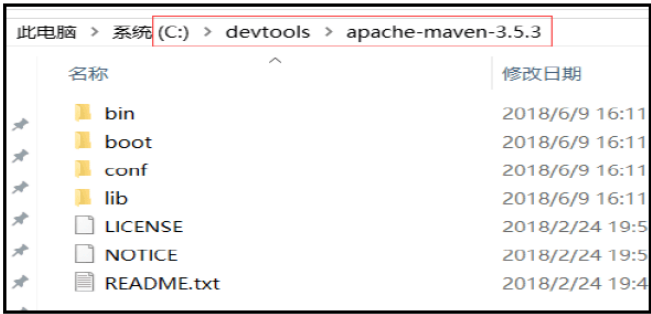 此电脑 > 系统 (C:) > devtools > apache-maven-3.5.3
名称 修改日期
bin 2018/6/9 16:11
boot 2018/6/9 16:11
conf 2018/6/9 16:11
lib 2018/6/9 16:11
LICENSE 2018/2/24 19:5
NOTICE 2018/2/24 19:5
README.txt 2018/2/24 19:4